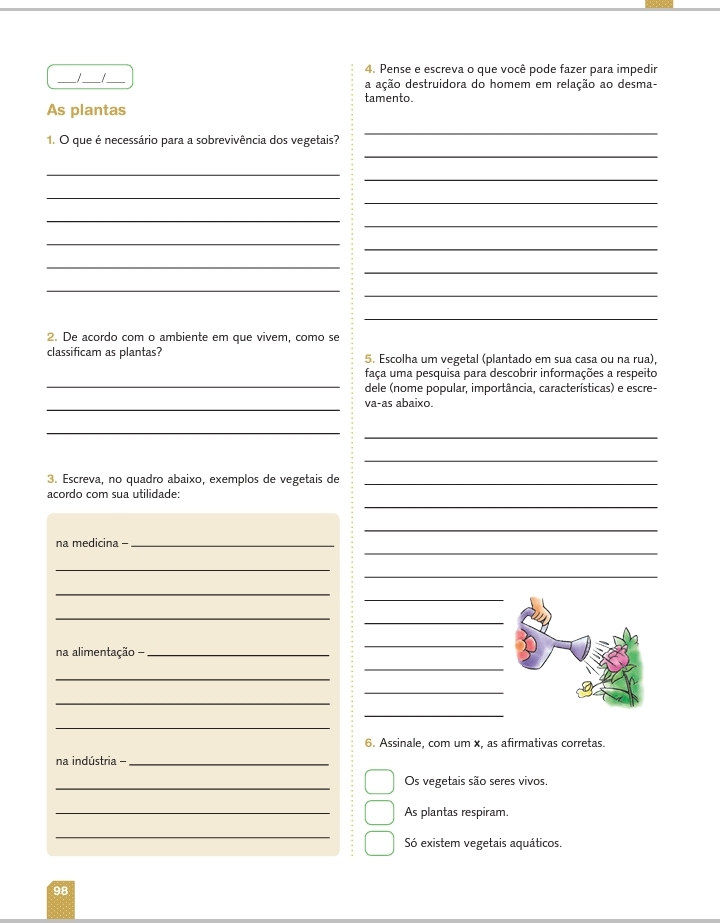 ___/___/___
As plantas
1. O que é necessário para a sobrevivência dos vegetais?
2. De acordo com o ambiente em que vivem, como se
classificam as plantas?
3. Escreva, no quadro abaixo, exemplos de vegetais de
acordo com sua utilidade:
na medicina –
na alimentação –
na indústria –
4. Pense e escreva o que você pode fazer para impedir
a ação destruidora do homem em relação ao desma-
tamento.
5. Escolha um vegetal (plantado em sua casa ou na rua),
faça uma pesquisa para descobrir informações a respeito
dele (nome popular, importância, características) e escre-
va-as abaixo.
6. Assinale, com um x, as afirmativas corretas.
Os vegetais são seres vivos.
As plantas respiram.
Só existem vegetais aquáticos.
98